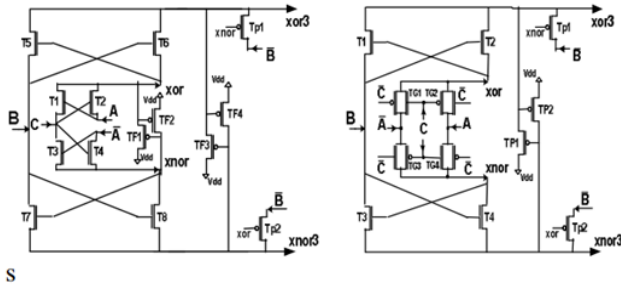 xor3
Tp1
xnor
B̅
T5
T6
xor
T1
T2
Vdd
A
TF2
TF4
B
C
A̅
TF1
TF3
T3
T4
Vdd
Vdd
xnor
T7
T8
B̅
Tp2
xor
xnor3
xor3
Tp1
xnor
B̅
T1
T2
xor
C̅
TG1
TG2
C̅
TP2
B
A̅
C
A
TP1
C̅
TG3
TG4
C̅
Vdd
xnor
T3
T4
B̅
Tp2
xor
xnor3
S